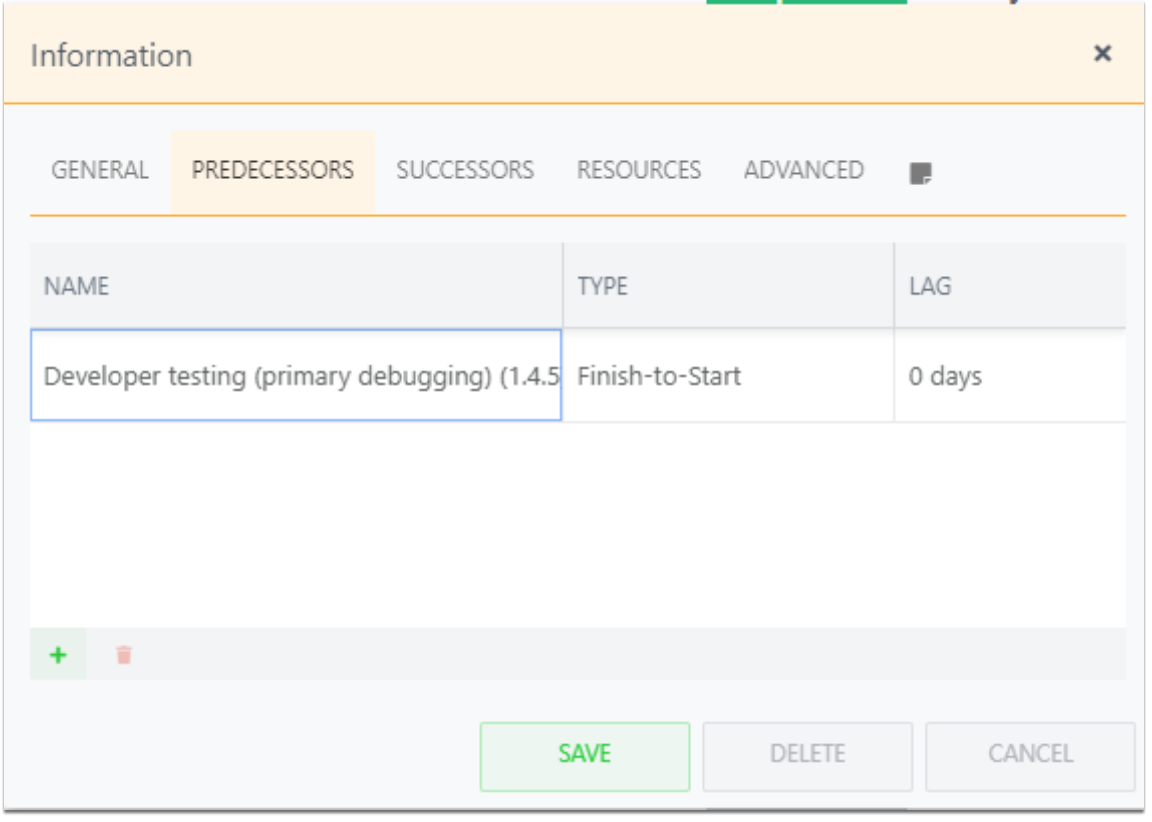 Information
GENERAL PREDECESSORS SUCCESSORS RESOURCES ADVANCED
NAME TYPE LAG
Developer testing (primary debugging) (1.4.5 Finish-to-Start 0 days
SAVE DELETE CANCEL